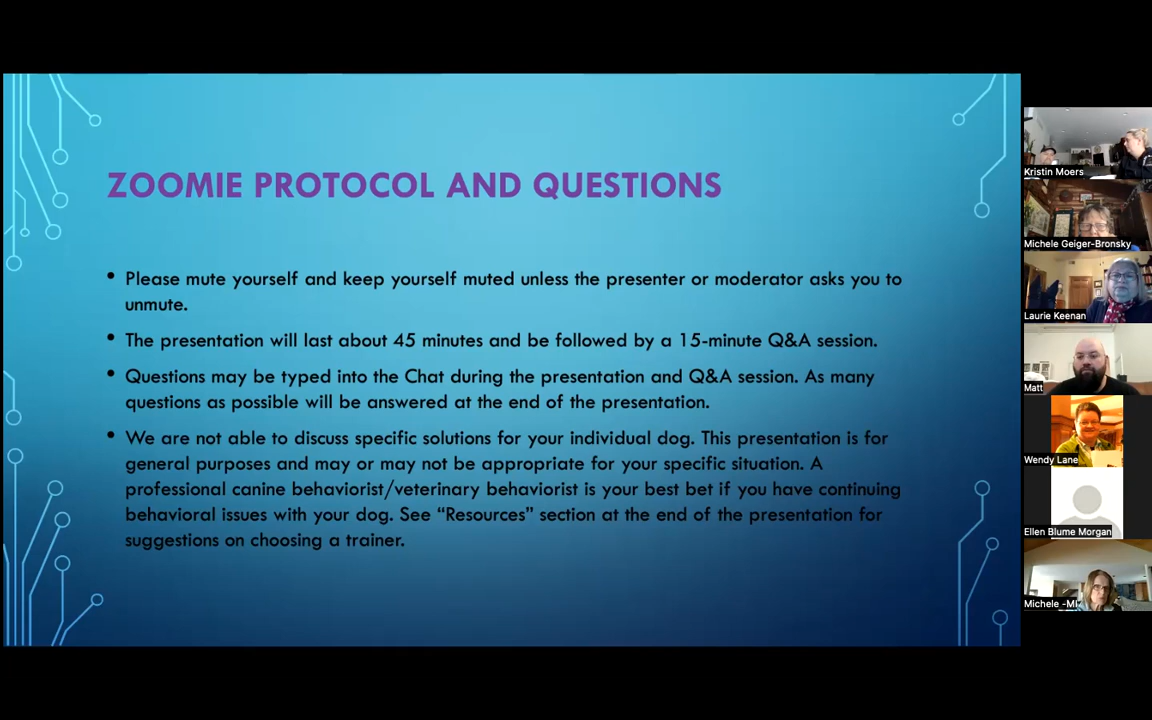 ZOOMIE PROTOCOL AND QUESTIONS
• Please mute yourself and keep yourself muted unless the presenter or moderator asks you to
unmute.
• The presentation will last about 45 minutes and be followed by a 15-minute Q&A session.
• Questions may be typed into the Chat during the presentation and Q&A session. As many
questions as possible will be answered at the end of the presentation.
• We are not able to discuss specific solutions for your individual dog. This presentation is for
general purposes and may or may not be appropriate for your specific situation. A
professional canine behaviorist/veterinary behaviorist is your best bet if you have continuing
behavioral issues with your dog. See “Resources” section at the end of the presentation for
suggestions on choosing a trainer.
Kristin Moers
Michele Geiger-Bronsky
Laurie Keenan
Matt
Wendy Lane
Ellen Blume Morgan
Michele -MI